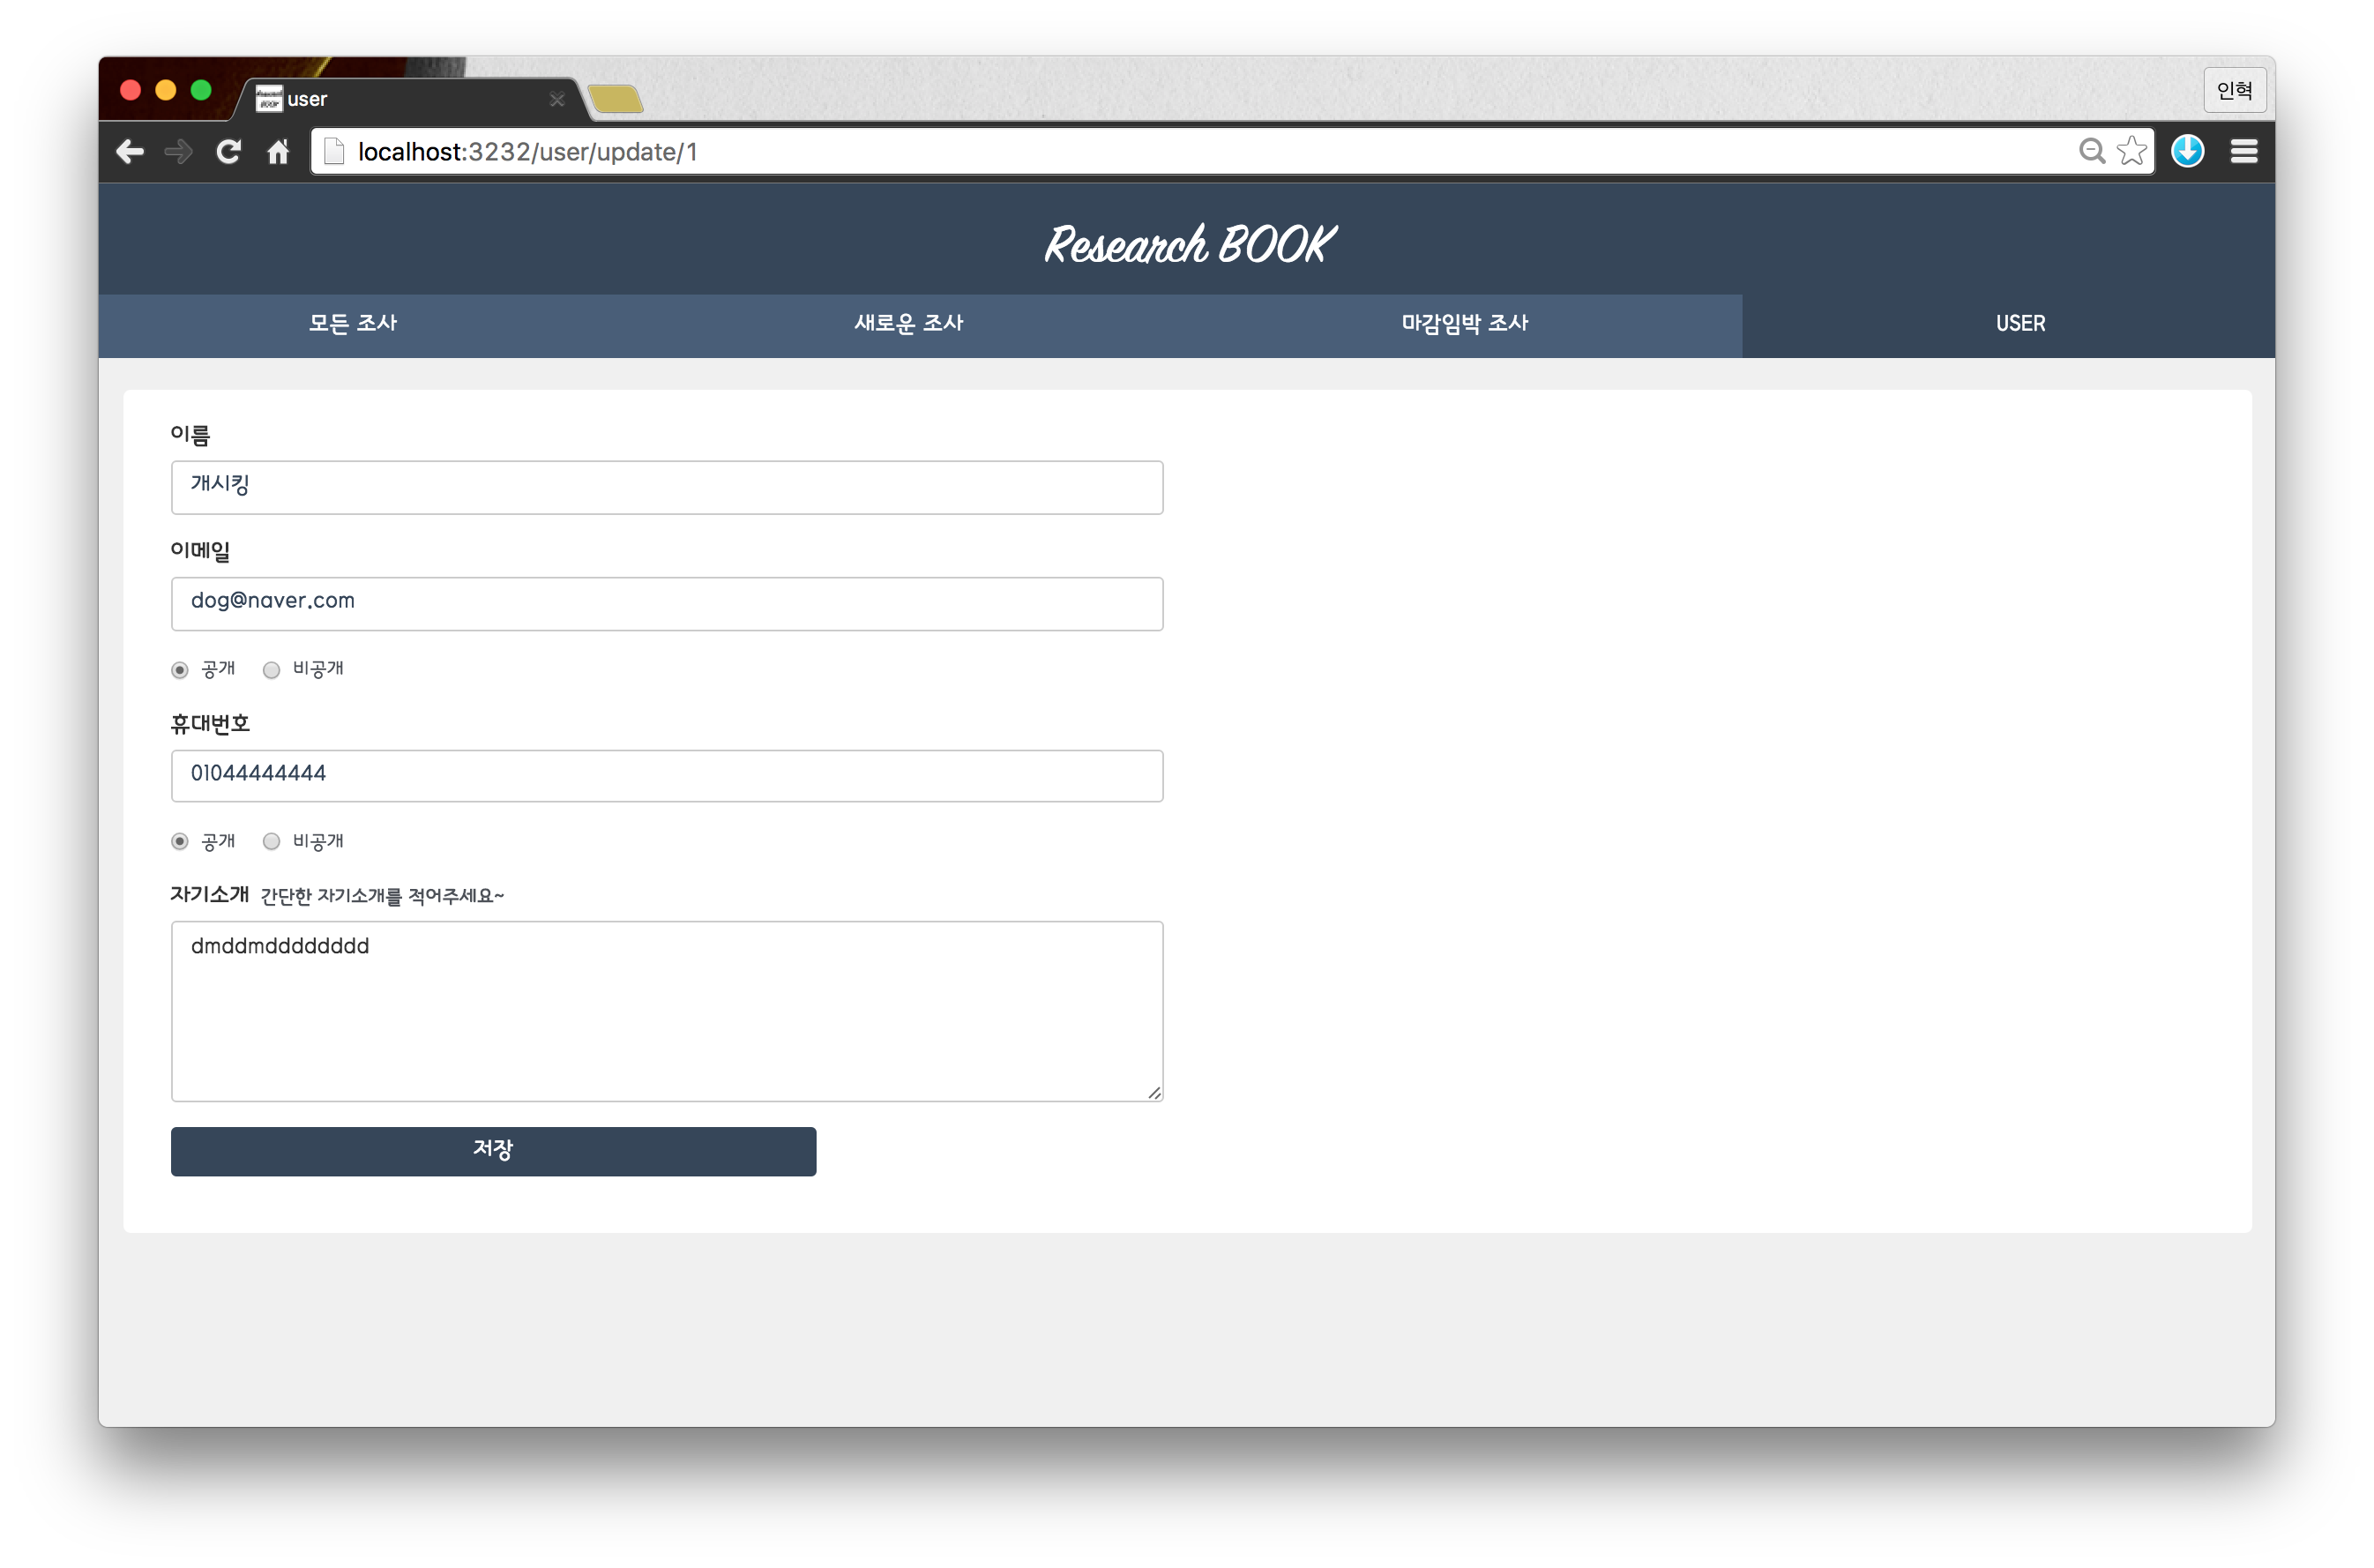 user
인혁
localhost:3232/user/update/1
Research BOOK
모든 조사 새로운 조사 마감임박 조사 USER
이름
개시킹
이메일
dog@naver.com
공개 비공개
휴대번호
01044444444
공개 비공개
자기소개 간단한 자기소개를 적어주세요~
dmddmdddddddd
저장